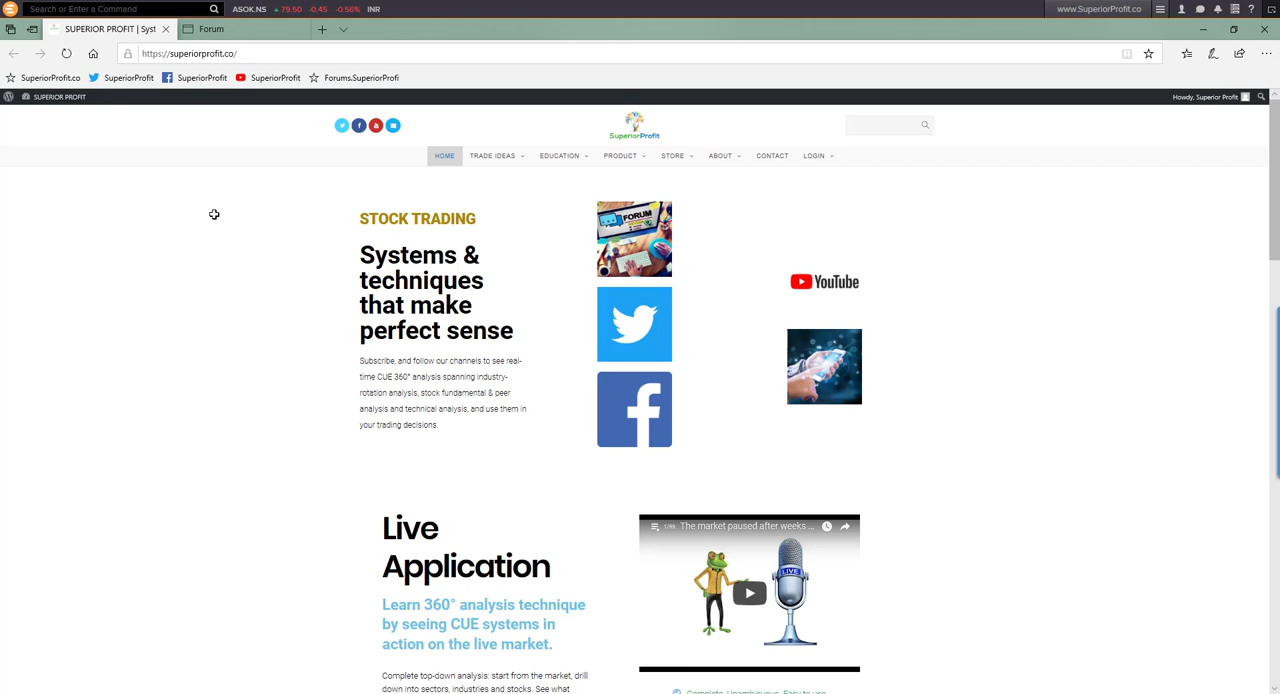 Search or Enter a Command
ASOK.NS 79.50 -0.45 -0.56% INR
www.SuperiorProfit.co
SUPERIOR PROFIT | Syst
Forum
https://superiorprofit.co/
SuperiorProfit.co SuperiorProfit SuperiorProfit SuperiorProfit Forums.SuperiorProfi
SUPERIOR PROFIT
Howdy, Superior Profit
SuperiorProfit
HOME TRADE IDEAS EDUCATION PRODUCT STORE ABOUT CONTACT LOGIN
STOCK TRADING
Systems &
techniques
that make
perfect sense
Subscribe, and follow our channels to see real-
time CUE 360° analysis spanning industry-
rotation analysis, stock fundamental & peer
analysis and technical analysis, and use them in
your trading decisions.
FORUM
YouTube
Live
Application
Learn 360° analysis technique
by seeing CUE systems in
action on the live market.
Complete top-down analysis: start from the market, drill
down into sectors, industries and stocks. See what
The market paused after weeks ...
LIVE
Complete, Unambiguous, Easy to use